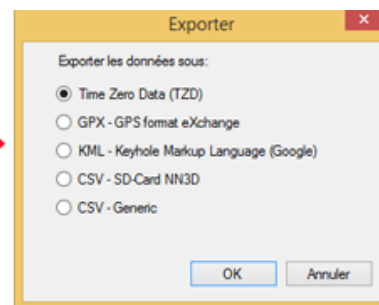 Exporter
Exporter les données sous:
Time Zero Data (TZD)
GPX - GPS format eXchange
KML - Keyhole Markup Language (Google)
CSV - SD-Card NN3D
CSV - Generic
OK
Annuler